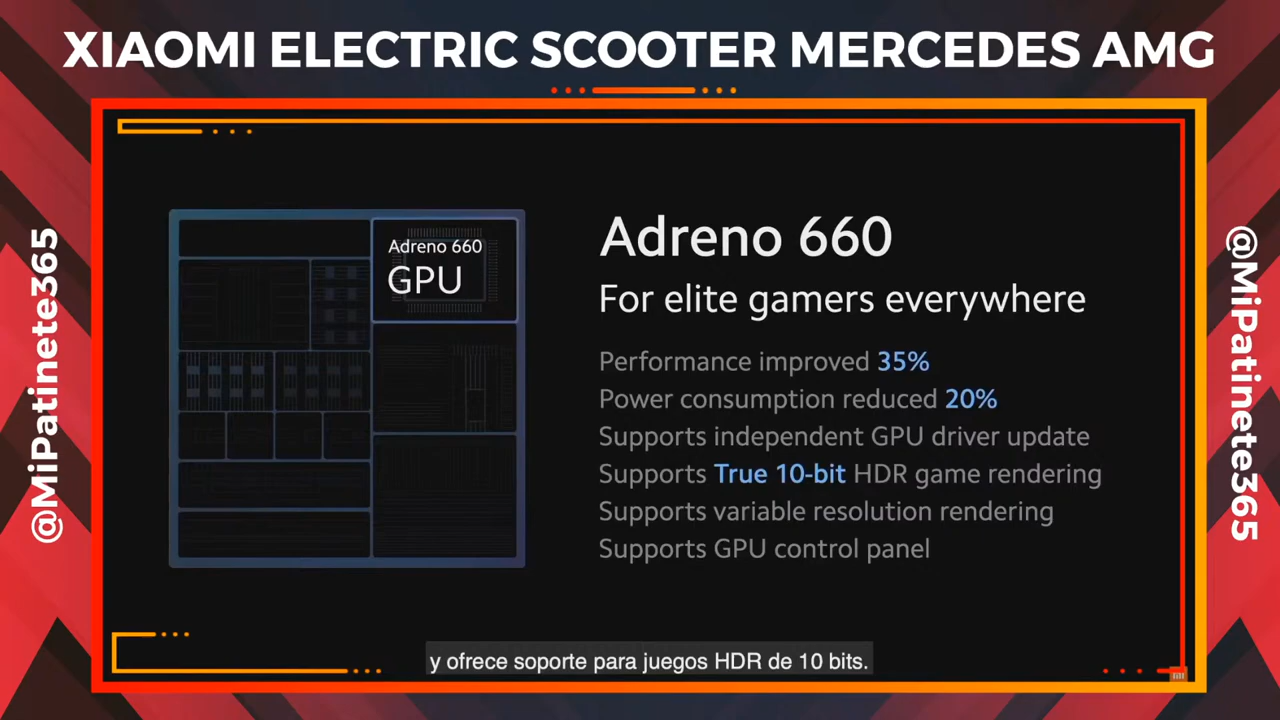 XIAOMI ELECTRIC SCOOTER MERCEDES AMG
@MiPatinete365
Adreno 660
GPU
Adreno 660
For elite gamers everywhere
Performance improved 35%
Power consumption reduced 20%
Supports independent GPU driver update
Supports True 10-bit HDR game rendering
Supports variable resolution rendering
Supports GPU control panel
@MiPatinete365
y ofrece soporte para juegos HDR de 10 bits.
mi